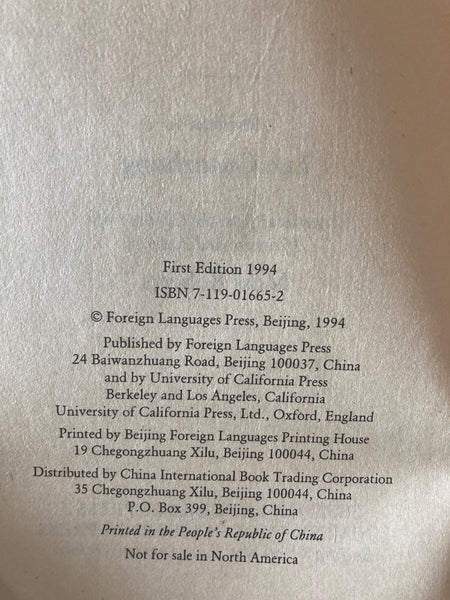 First Edition 1994
ISBN 7-119-01665-2
© Foreign Languages Press, Beijing, 1994
Published by Foreign Languages Press
24 Baiwanzhuang Road, Beijing 100037, China
and by University of California Press
Berkeley and Los Angeles, California
University of California Press, Ltd., Oxford, England
Printed by Beijing Foreign Languages Printing House
19 Chegongzhuang Xilu, Beijing 100044, China
Distributed by China International Book Trading Corporation
35 Chegongzhuang Xilu, Beijing 100044, China
P.O. Box 399, Beijing, China
Printed in the People's Republic of China
Not for sale in North America